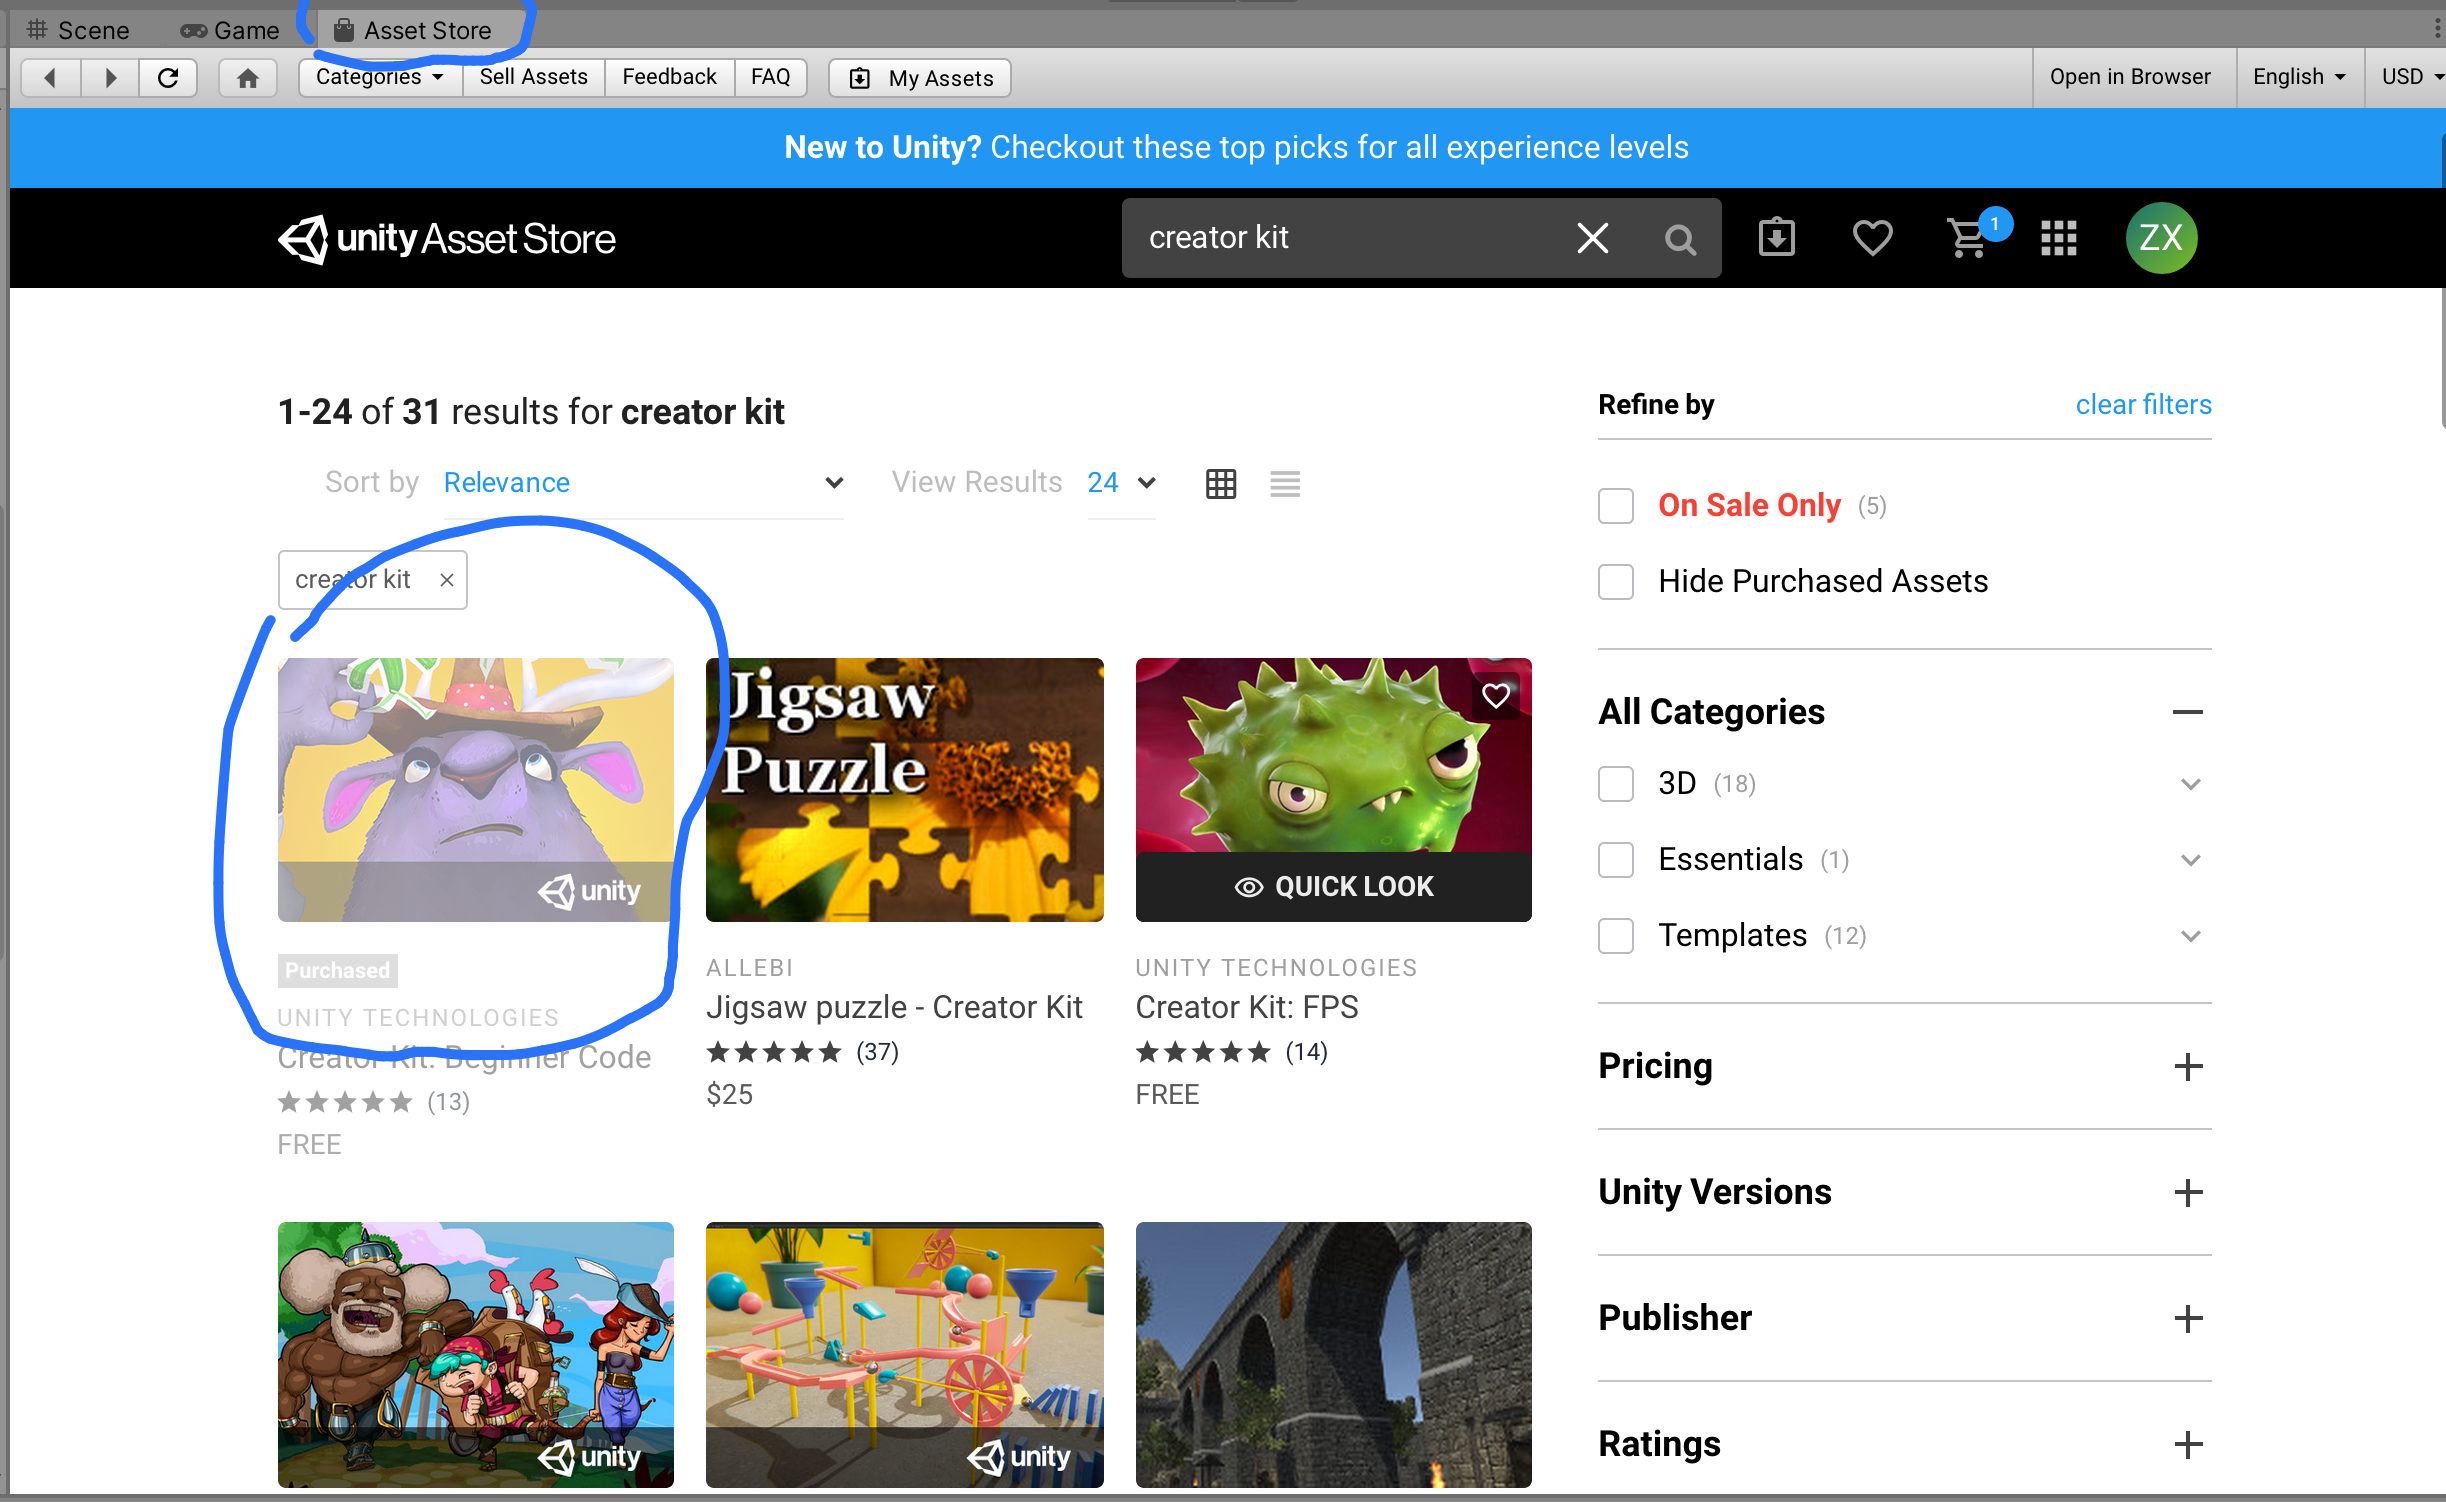 Scene Game Asset Store
Categories Sell Assets Feedback FAQ My Assets Open in Browser English USD
New to Unity? Checkout these top picks for all experience levels
unity Asset Store creator kit 1 ZX
1-24 of 31 results for creator kit
Sort by Relevance View Results 24
creator kit
Refine by clear filters
On Sale Only (5)
Hide Purchased Assets
All Categories
3D (18)
Essentials (1)
Templates (12)
Pricing
Unity Versions
Publisher
Ratings
unity
Purchased
UNITY TECHNOLOGIES
Creator Kit: Beginner Code
(13)
FREE
Jigsaw
Puzzle
ALLEBI
Jigsaw puzzle - Creator Kit
(37)
$25
QUICK LOOK
UNITY TECHNOLOGIES
Creator Kit: FPS
(14)
FREE
unity
unity